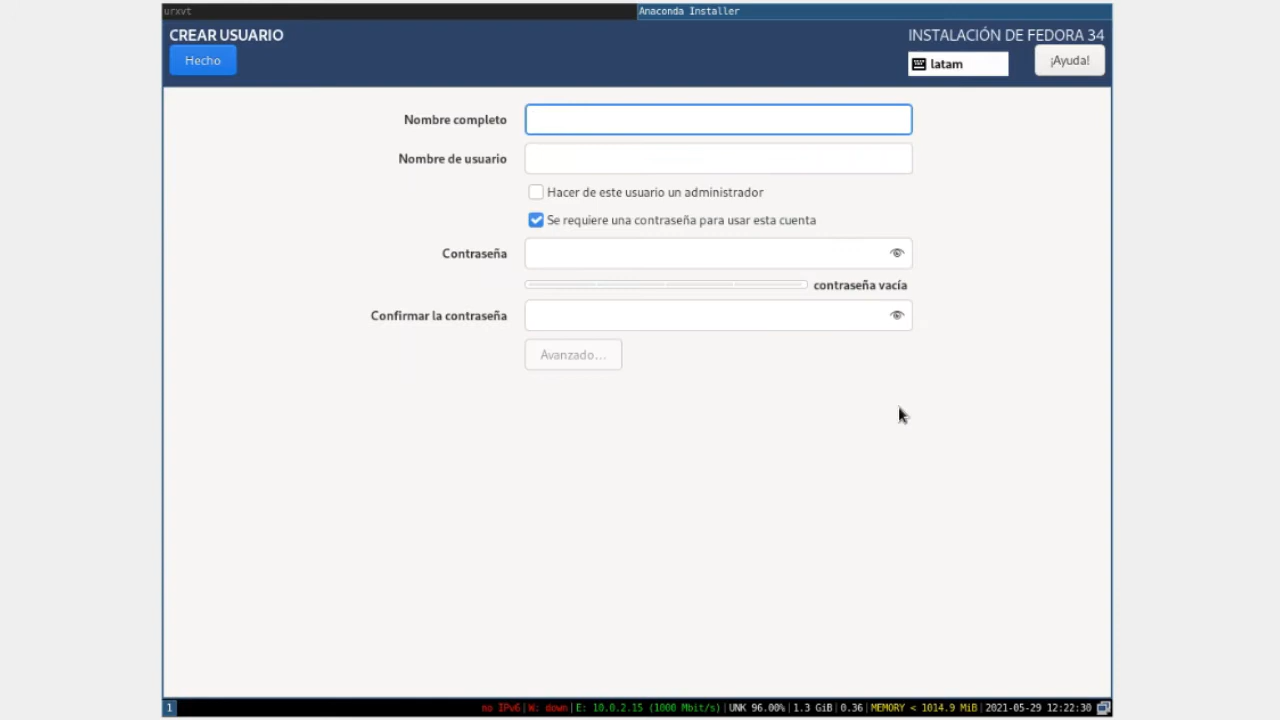 urxvt
Anaconda Installer
CREAR USUARIO
INSTALACIÓN DE FEDORA 34
Hecho
latam
¡Ayuda!
Nombre completo
Nombre de usuario
Hacer de este usuario un administrador
Se requiere una contraseña para usar esta cuenta
Contraseña
contraseña vacía
Confirmar la contraseña
Avanzado...
1
no IPv6|W: down|E: 10.0.2.15 (1000 Mbit/s)|UNK 96.00%|1.3 GiB|0.36|MEMORY < 1014.9 MiB|2021-05-29 12:22:30